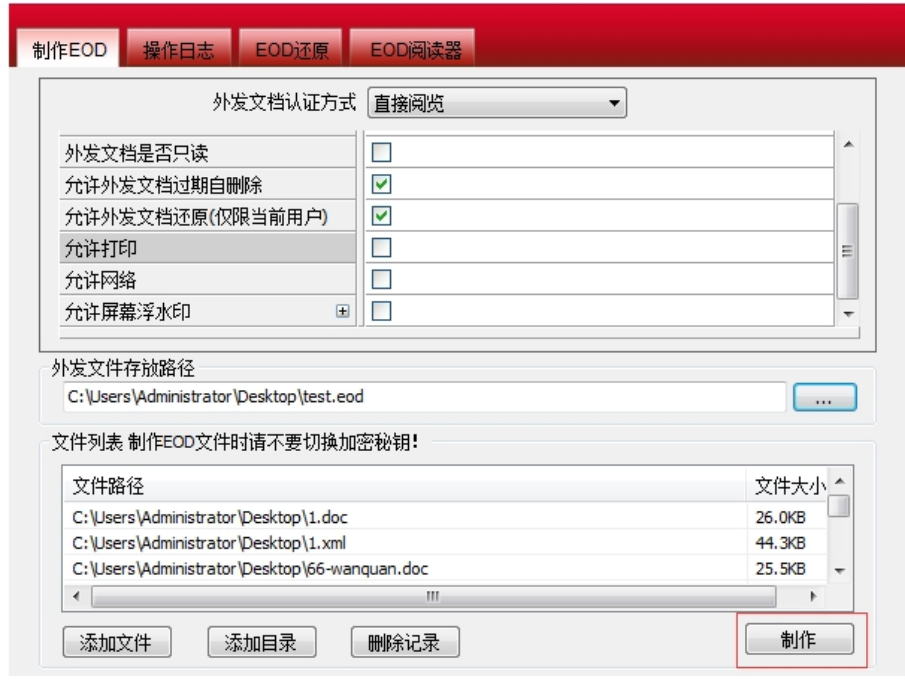 制作EOD 操作日志 EOD还原 EOD阅读器
外发文档认证方式 直接阅览
外发文档是否只读
允许外发文档过期自删除
允许外发文档还原(仅限当前用户)
允许打印
允许网络
允许屏幕浮水印
外发文件存放路径
C:\Users\Administrator\Desktop\test.eod ...
文件列表 制作EOD文件时请不要切换加密秘钥!
文件路径 文件大小
C:\Users\Administrator\Desktop\1.doc 26.0KB
C:\Users\Administrator\Desktop\1.xml 44.3KB
C:\Users\Administrator\Desktop\66-wanquan.doc 25.5KB
添加文件 添加目录 删除记录 制作